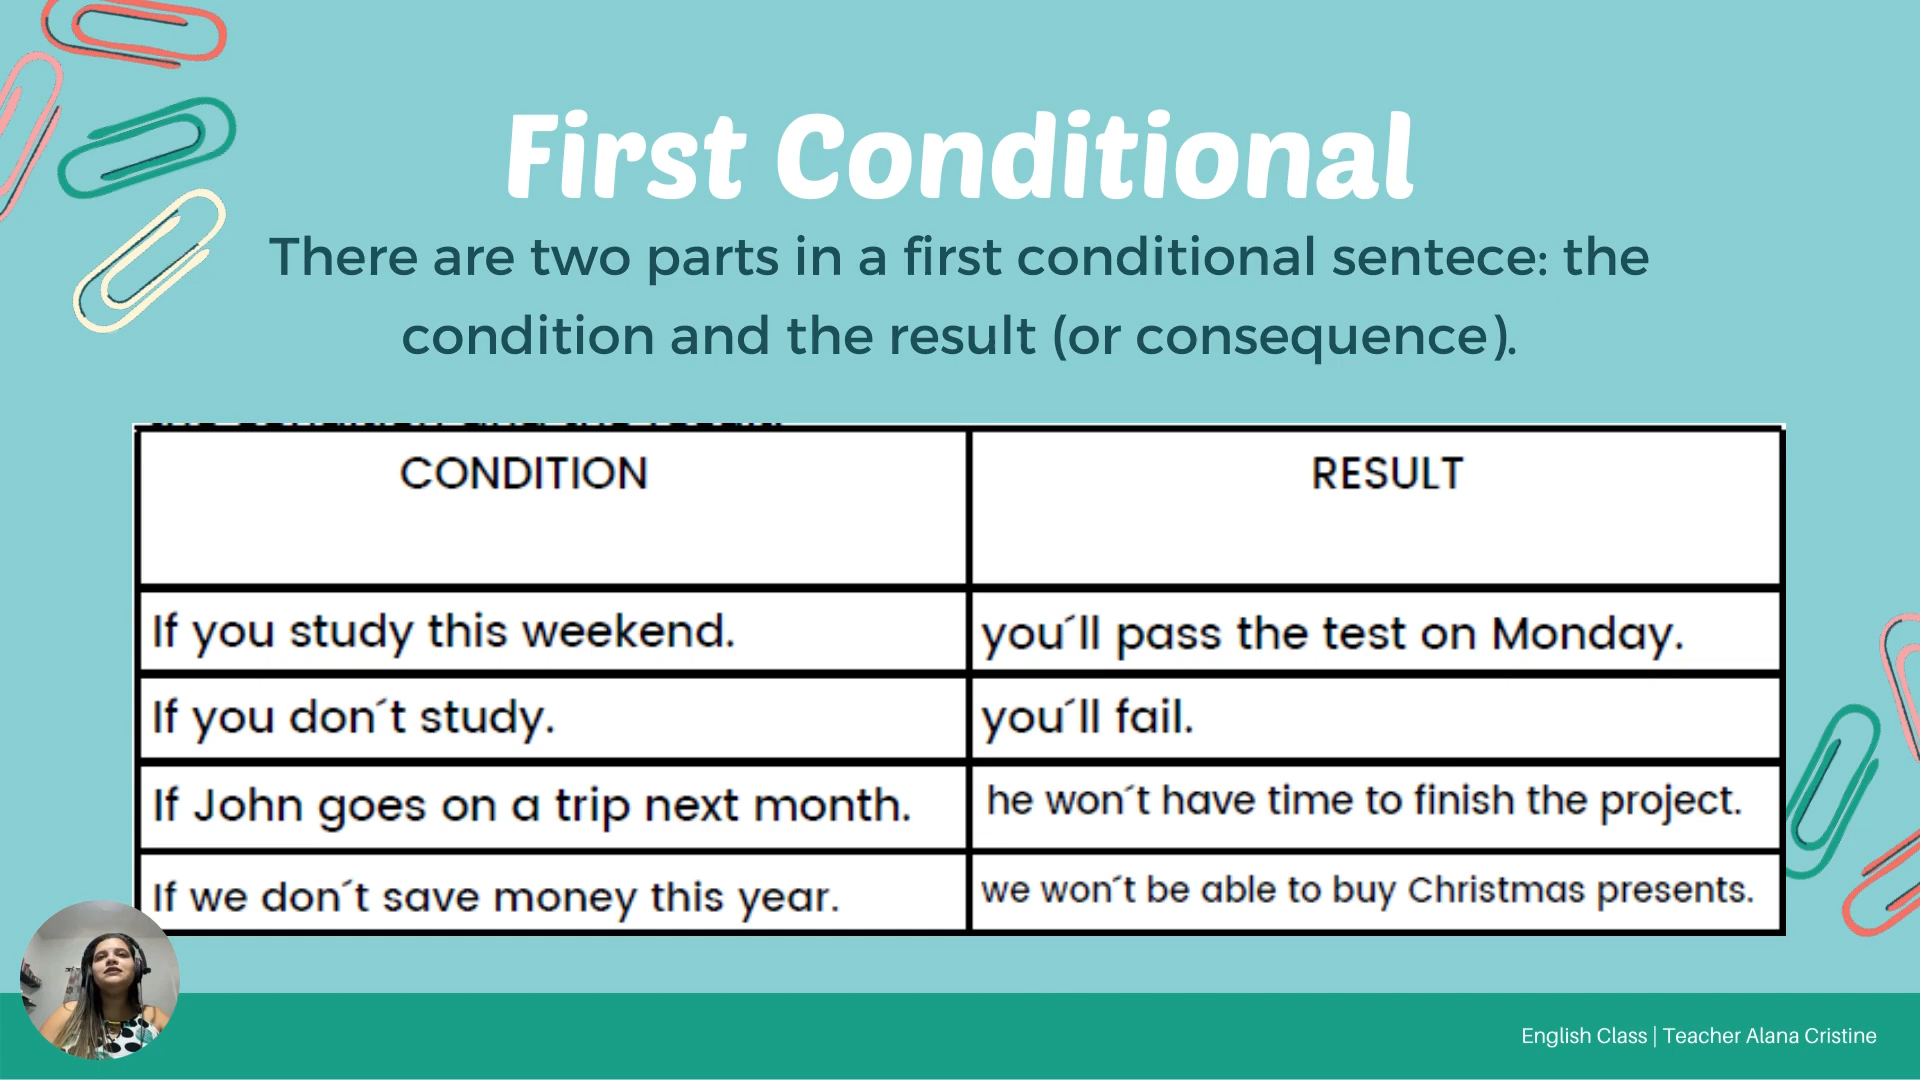 First Conditional
There are two parts in a first conditional sentece: the
condition and the result (or consequence).
CONDITION
RESULT
If you study this weekend.
you´ll pass the test on Monday.
If you don´t study.
you´ll fail.
If John goes on a trip next month.
he won´t have time to finish the project.
If we don´t save money this year.
we won´t be able to buy Christmas presents.
English Class | Teacher Alana Cristine